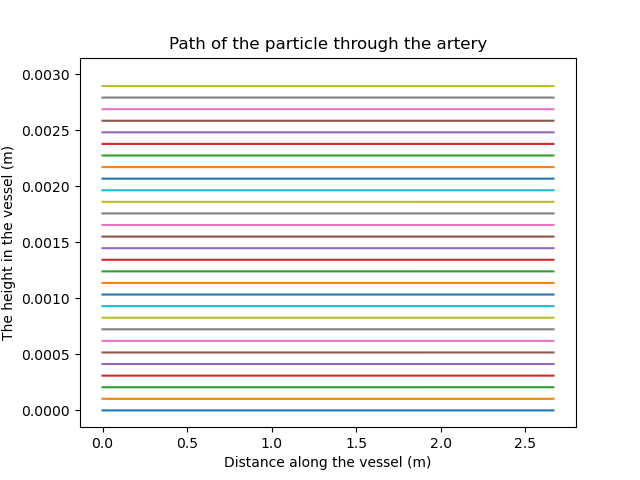 Path of the particle through the artery
The height in the vessel (m)
0.0030
0.0025
0.0020
0.0015
0.0010
0.0005
0.0000
0.0 0.5 1.0 1.5 2.0 2.5
Distance along the vessel (m)